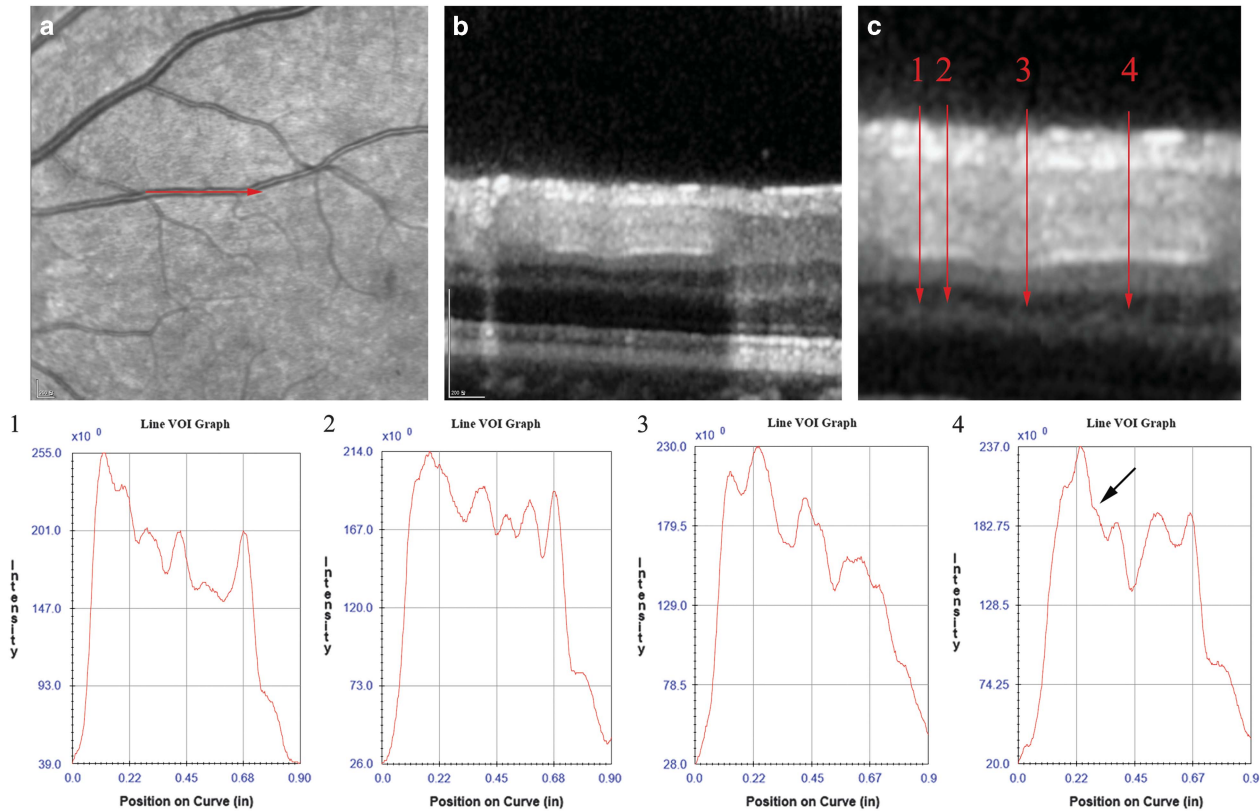 a
b
c
1 2 3 4
200 µm
200 µm
1
Line VOI Graph
x10 0
255.0
201.0
147.0
93.0
39.0
0.0 0.22 0.45 0.68 0.90
Intensity
Position on Curve (in)
2
Line VOI Graph
x10 0
214.0
167.0
120.0
73.0
26.0
0.0 0.22 0.45 0.68 0.90
Intensity
Position on Curve (in)
3
Line VOI Graph
x10 0
230.0
179.5
129.0
78.5
28.0
0.0 0.22 0.45 0.67 0.9
Intensity
Position on Curve (in)
4
Line VOI Graph
x10 0
237.0
182.75
128.5
74.25
20.0
0.0 0.22 0.45 0.67 0.9
Intensity
Position on Curve (in)